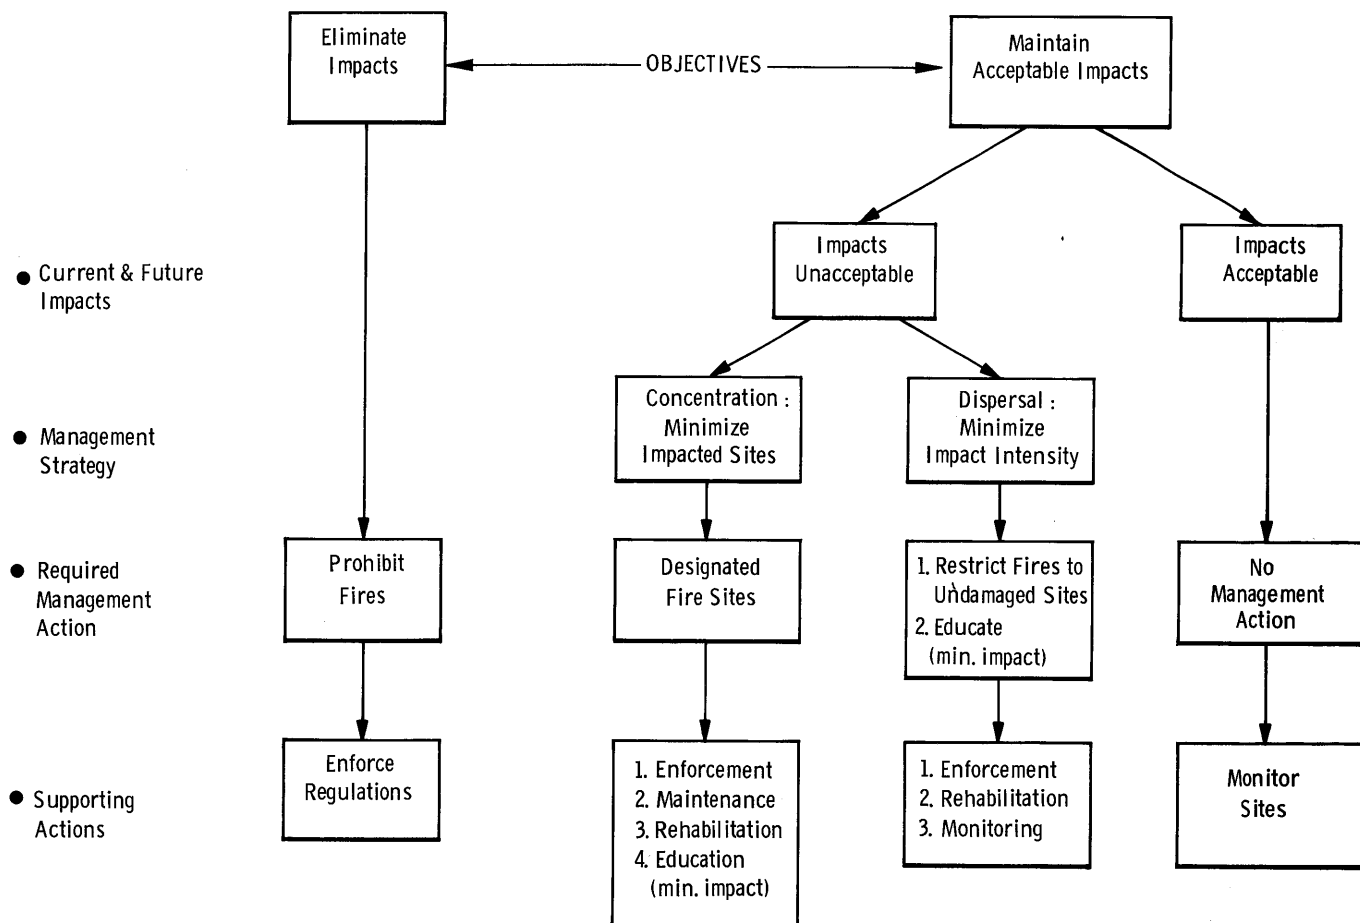 Eliminate
Impacts
OBJECTIVES
Maintain
Acceptable Impacts
● Current & Future
Impacts
Impacts
Unacceptable
Impacts
Acceptable
● Management
Strategy
Concentration :
Minimize
Impacted Sites
Dispersal :
Minimize
Impact Intensity
● Required
Management
Action
Prohibit
Fires
Designated
Fire Sites
1. Restrict Fires to
Undamaged Sites
2. Educate
(min. impact)
No
Management
Action
● Supporting
Actions
Enforce
Regulations
1. Enforcement
2. Maintenance
3. Rehabilitation
4. Education
(min. impact)
1. Enforcement
2. Rehabilitation
3. Monitoring
Monitor
Sites